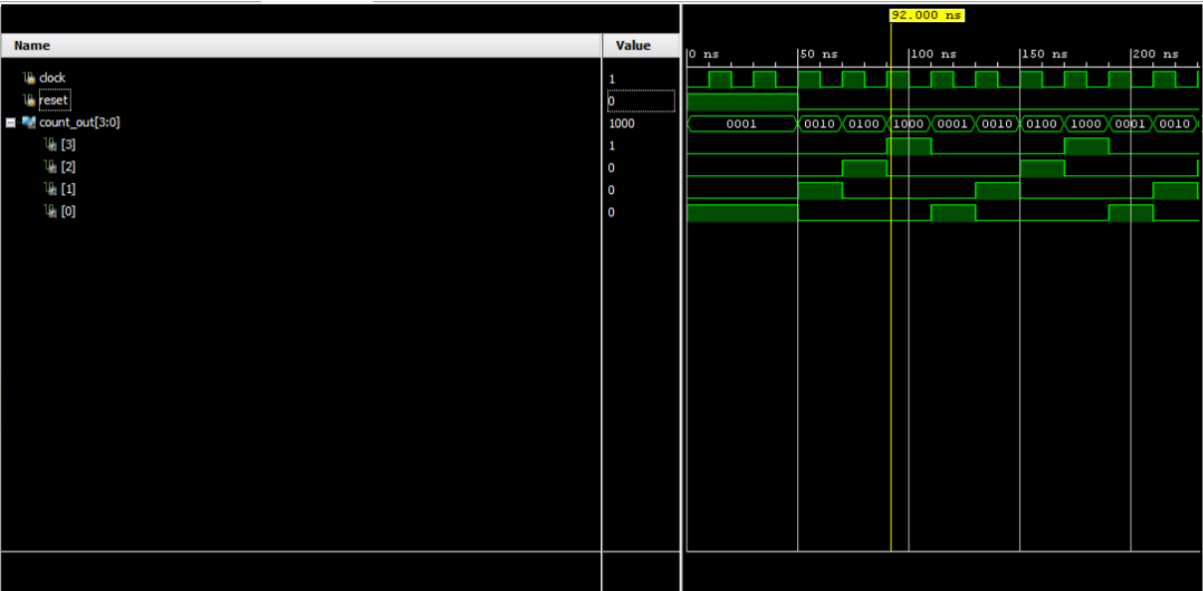 92.000 ns
Name Value
0 ns 50 ns 100 ns 150 ns 200 ns
clock 1
reset 0
count_out[3:0] 1000 0001 0010 0100 1000 0001 0010 0100 1000 0001 0010
[3] 1
[2] 0
[1] 0
[0] 0